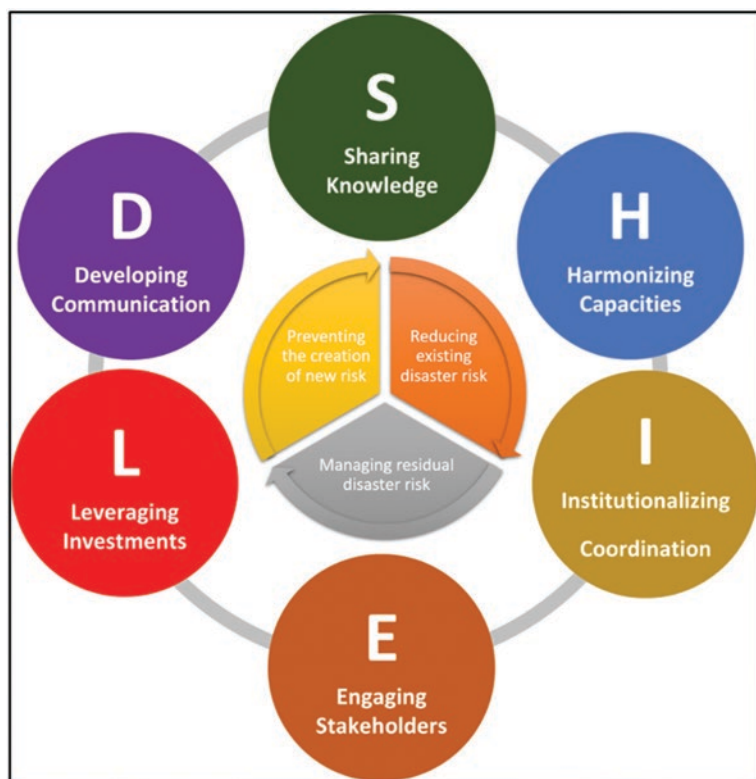 S
Sharing
Knowledge
H
Harmonizing
Capacities
I
Institutionalizing
Coordination
E
Engaging
Stakeholders
L
Leveraging
Investments
D
Developing
Communication
Preventing
the creation
of new risk
Reducing
existing
disaster risk
Managing residual
disaster risk